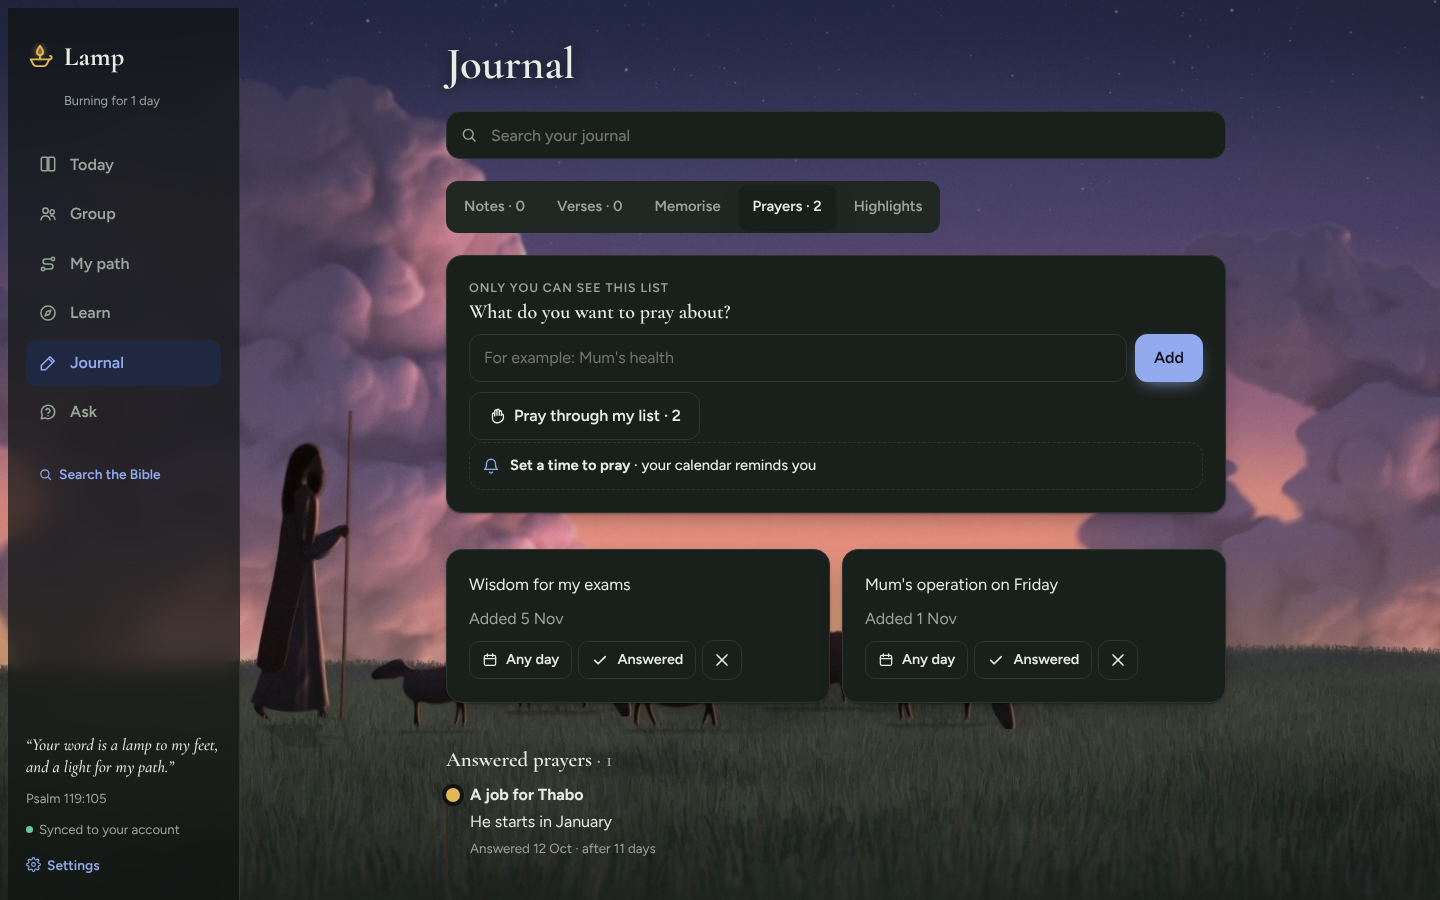 Lamp
Burning for 1 day
Today
Group
My path
Learn
Journal
Ask
Search the Bible
“Your word is a lamp to my feet,
and a light for my path.”
Psalm 119:105
Synced to your account
Settings
Journal
Search your journal
Notes · 0
Verses · 0
Memorise
Prayers · 2
Highlights
ONLY YOU CAN SEE THIS LIST
What do you want to pray about?
For example: Mum's health
Add
Pray through my list · 2
Set a time to pray · your calendar reminds you
Wisdom for my exams
Added 5 Nov
Any day
Answered
Mum's operation on Friday
Added 1 Nov
Any day
Answered
Answered prayers · 1
A job for Thabo
He starts in January
Answered 12 Oct · after 11 days